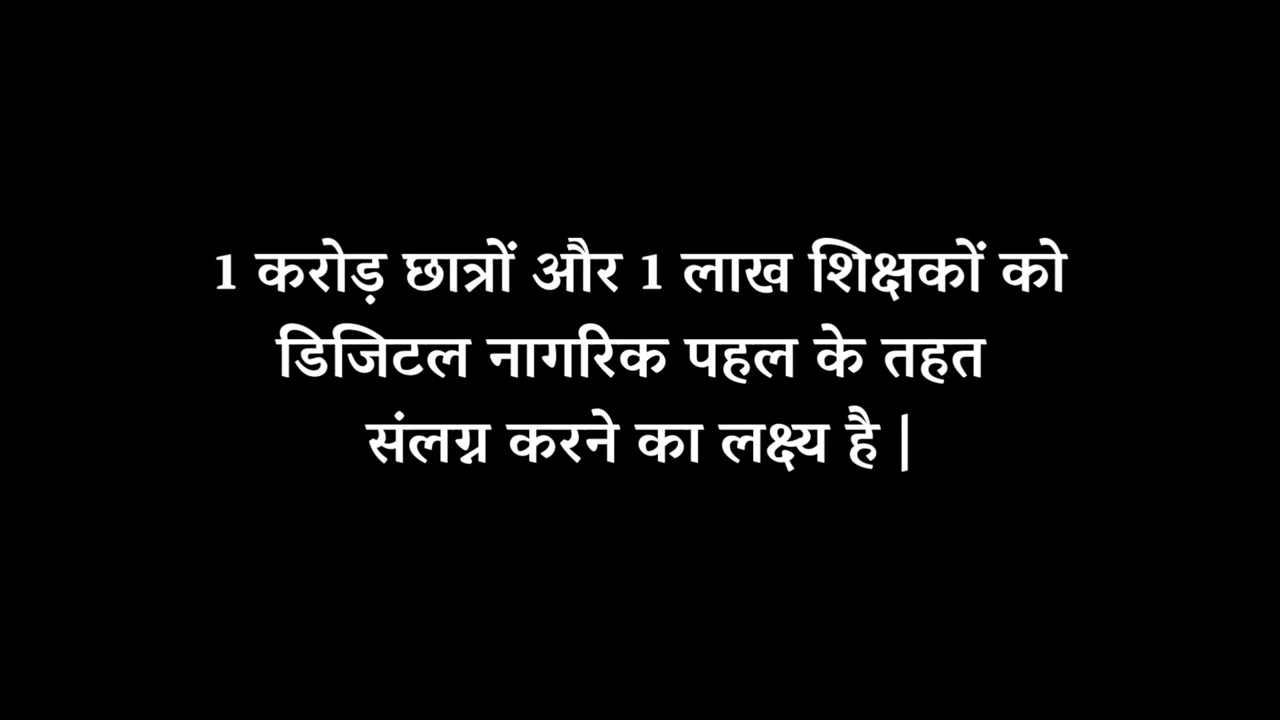 1 करोड़ छात्रों और 1 लाख शिक्षकों को
डिजिटल नागरिक पहल के तहत
संलग्न करने का लक्ष्य है |